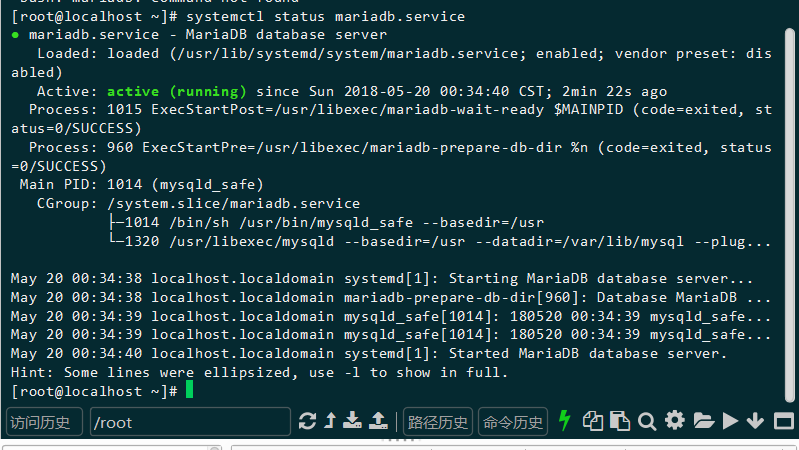 [root@localhost ~]# systemctl status mariadb.service
● mariadb.service - MariaDB database server
Loaded: loaded (/usr/lib/systemd/system/mariadb.service; enabled; vendor preset: dis
abled)
Active: active (running) since Sun 2018-05-20 00:34:40 CST; 2min 22s ago
Process: 1015 ExecStartPost=/usr/libexec/mariadb-wait-ready $MAINPID (code=exited, st
atus=0/SUCCESS)
Process: 960 ExecStartPre=/usr/libexec/mariadb-prepare-db-dir %n (code=exited, status
=0/SUCCESS)
Main PID: 1014 (mysqld_safe)
CGroup: /system.slice/mariadb.service
├─1014 /bin/sh /usr/bin/mysqld_safe --basedir=/usr
└─1320 /usr/libexec/mysqld --basedir=/usr --datadir=/var/lib/mysql --plug...
May 20 00:34:38 localhost.localdomain systemd[1]: Starting MariaDB database server...
May 20 00:34:38 localhost.localdomain mariadb-prepare-db-dir[960]: Database MariaDB ...
May 20 00:34:39 localhost.localdomain mysqld_safe[1014]: 180520 00:34:39 mysqld_safe...
May 20 00:34:39 localhost.localdomain mysqld_safe[1014]: 180520 00:34:39 mysqld_safe...
May 20 00:34:40 localhost.localdomain systemd[1]: Started MariaDB database server.
Hint: Some lines were ellipsized, use -l to show in full.
[root@localhost ~]#
访问历史 /root 路径历史 命令历史